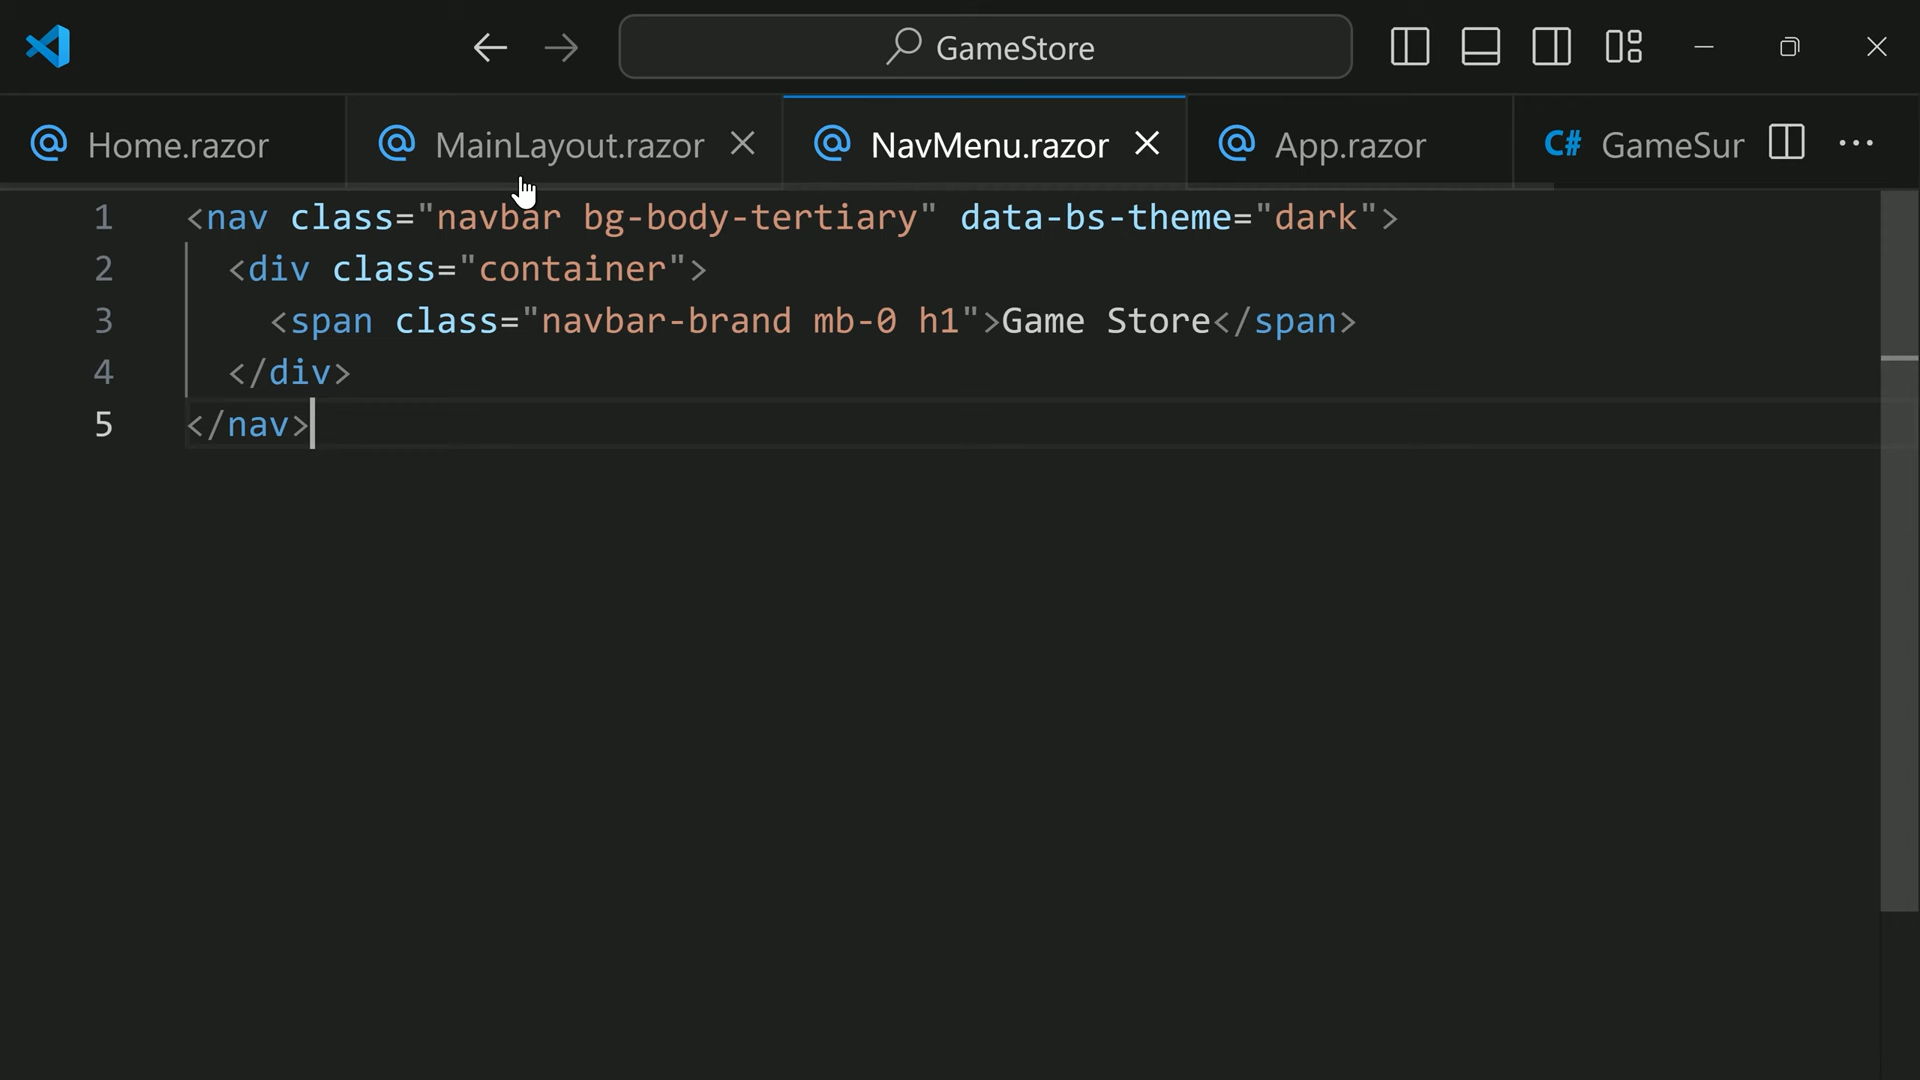 GameStore
Home.razor MainLayout.razor NavMenu.razor App.razor C# GameSur
1 <nav class="navbar bg-body-tertiary" data-bs-theme="dark">
2 <div class="container">
3 <span class="navbar-brand mb-0 h1">Game Store</span>
4 </div>
5 </nav>